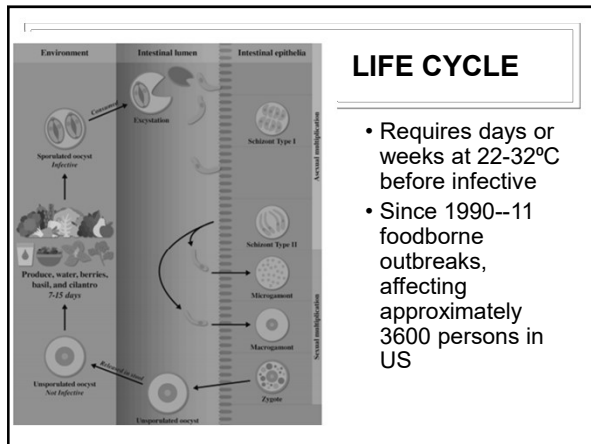 LIFE CYCLE
Environment
Intestinal lumen
Intestinal epithelia
Consumed
Excystation
Sporulated oocyst
Infective
Schizont Type I
Asexual multiplication
Schizont Type II
Produce, water, berries,
basil, and cilantro
7-15 days
Microgamont
Macrogamont
Sexual multiplication
Unsporulated oocyst
Not Infective
Released in stool
Unsporulated oocyst
Zygote
• Requires days or
weeks at 22-32ºC
before infective
• Since 1990--11
foodborne
outbreaks,
affecting
approximately
3600 persons in
US